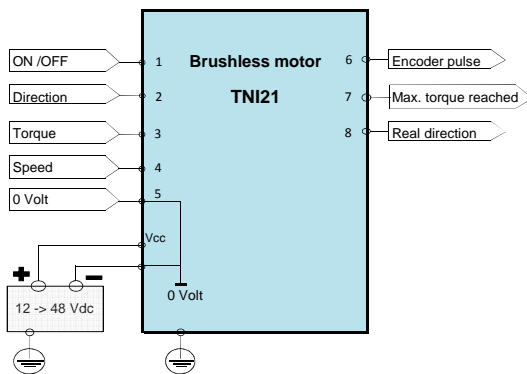 ON /OFF
Direction
Torque
Speed
0 Volt
1
2
3
4
5
Vcc
Brushless motor
TNI21
6
7
8
Encoder pulse
Max. torque reached
Real direction
0 Volt
+
−
12 -> 48 Vdc